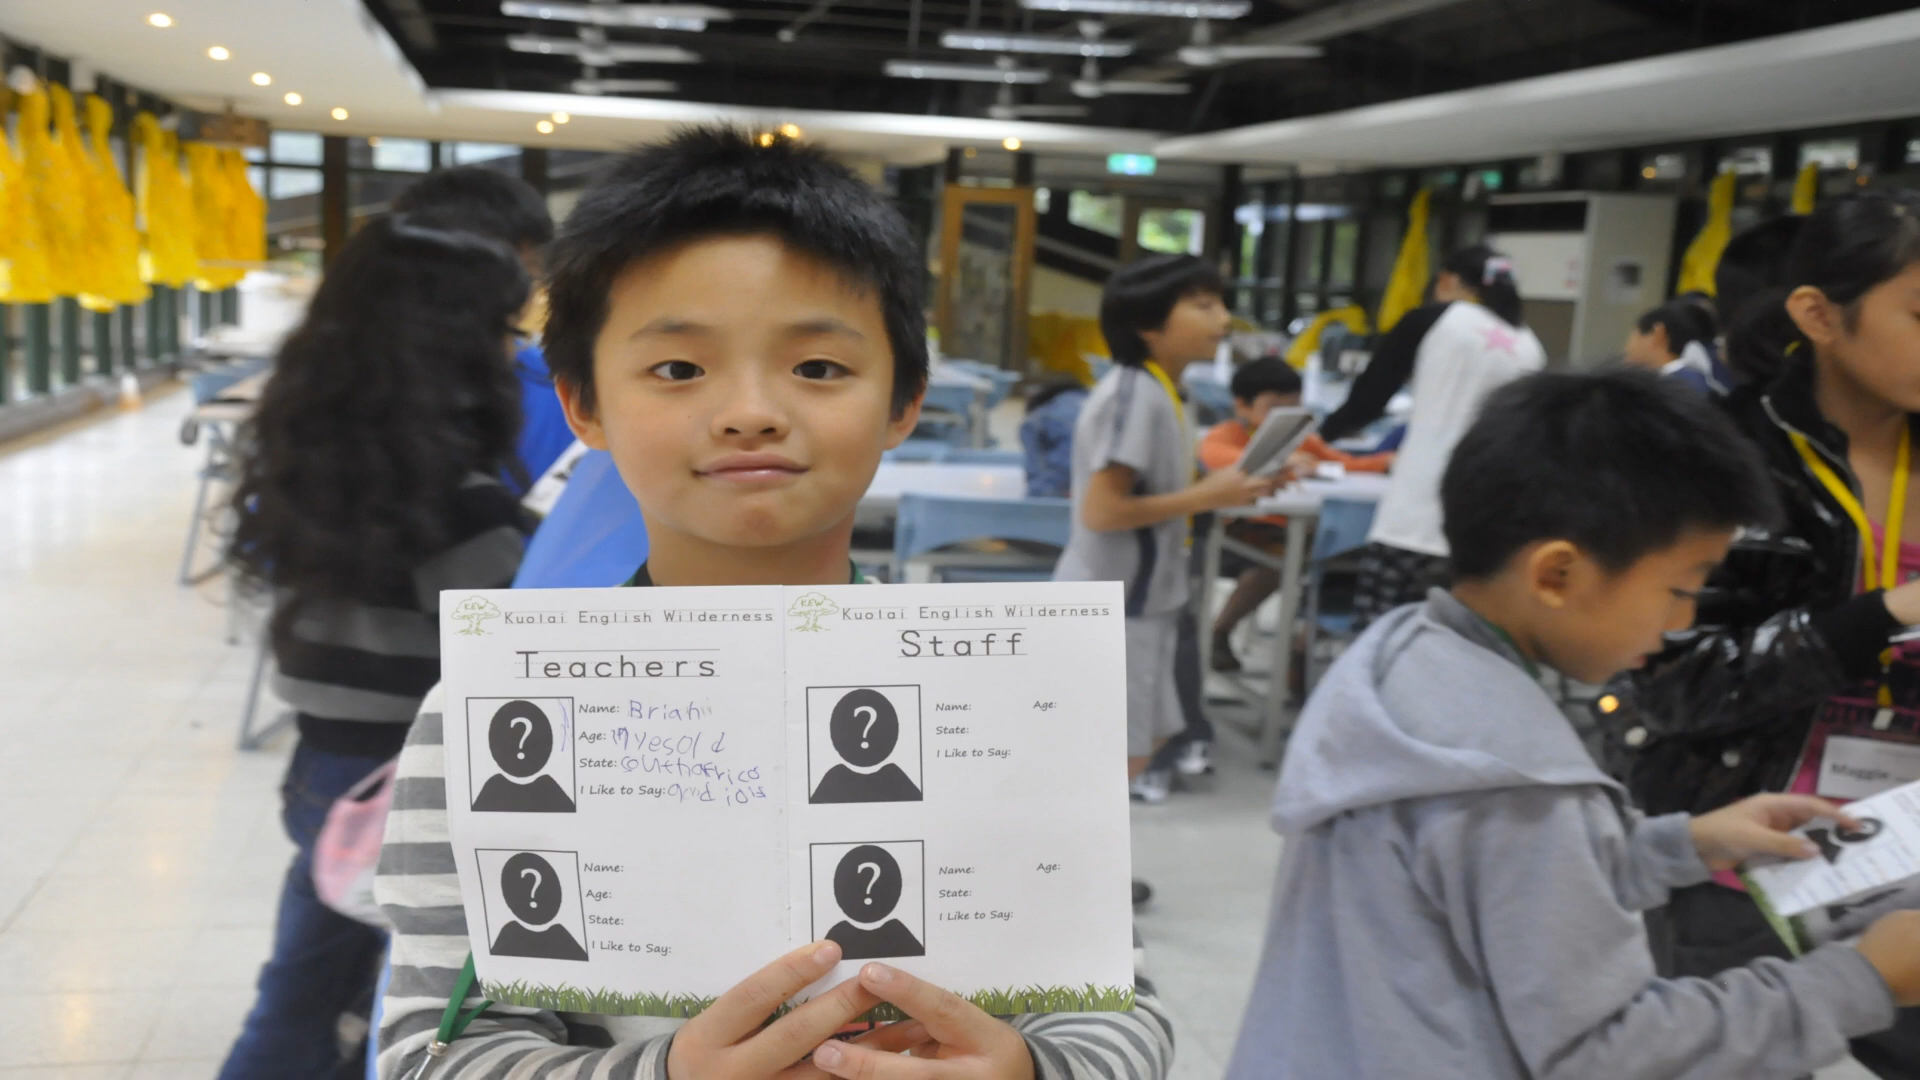 KEW Kuolai English Wilderness
Teachers
Name: Brian
Age: 19 yesold
State: southafrica
I Like to Say: good
Name:
Age:
State:
I Like to Say:
KEW Kuolai English Wilderness
Staff
Name: Age:
State:
I Like to Say:
Name: Age:
State:
I Like to Say:
Maggie